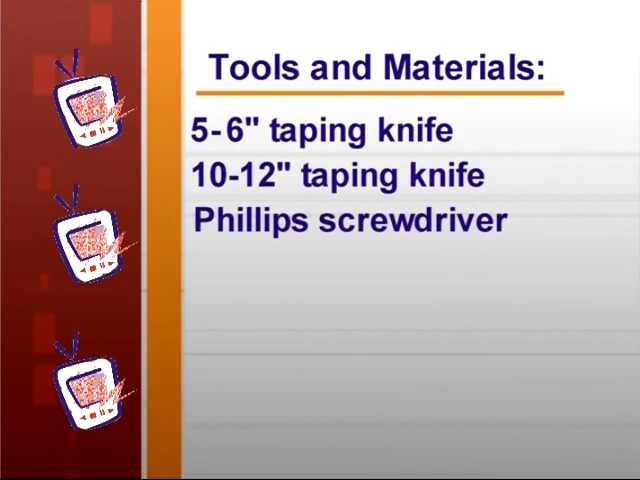 Tools and Materials:
5-6" taping knife
10-12" taping knife
Phillips screwdriver